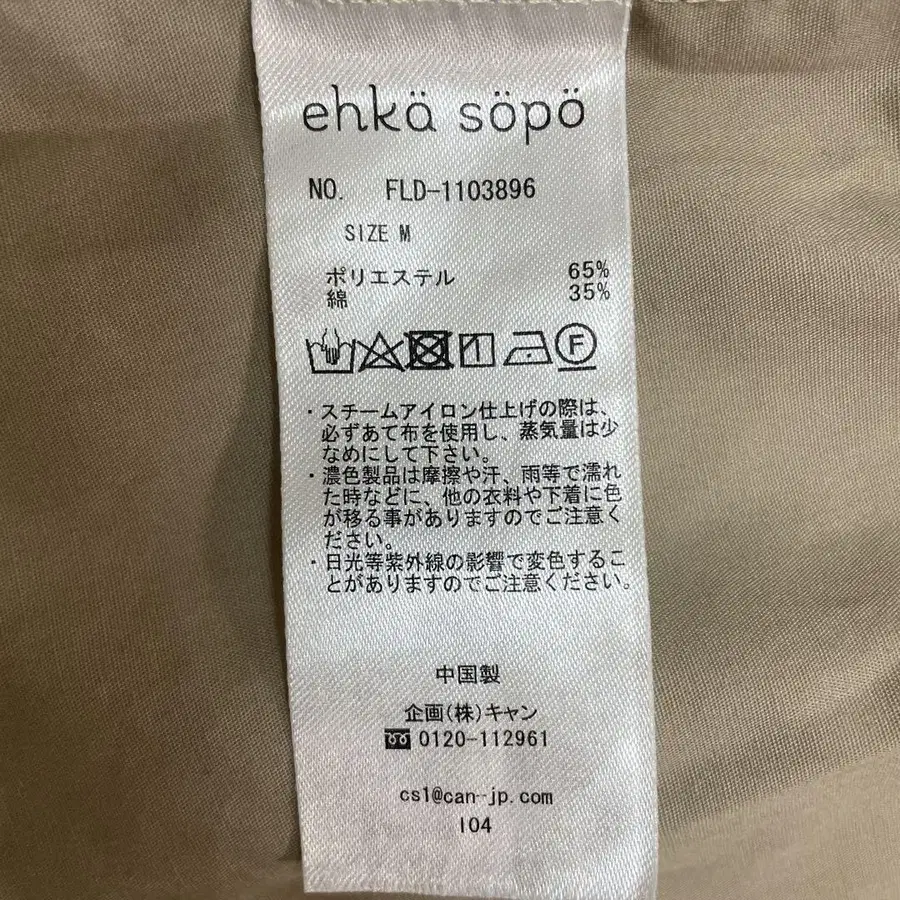 ehkä söpö
NO. FLD-1103896
SIZE M
ポリエステル 65%
綿 35%
F
・スチームアイロン仕上げの際は、
必ずあて布を使用し、蒸気量は少
なめにして下さい。
・濃色製品は摩擦や汗、雨等で濡れ
た時などに、他の衣料や下着に色
が移る事がありますのでご注意く
ださい。
・日光等紫外線の影響で変色するこ
とがありますのでご注意ください。
中国製
企画(株)キャン
0120-112961
cs1@can-jp.com
I04